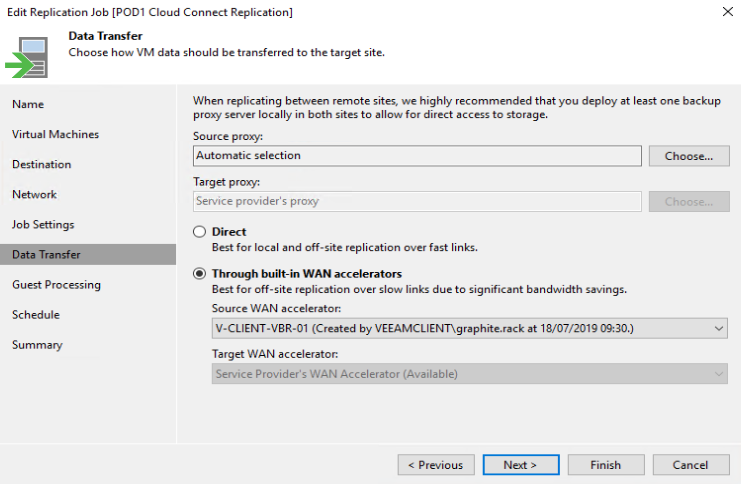 Edit Replication Job [POD1 Cloud Connect Replication]
Data Transfer
Choose how VM data should be transferred to the target site.
Name
Virtual Machines
Destination
Network
Job Settings
Data Transfer
Guest Processing
Schedule
Summary
When replicating between remote sites, we highly recommended that you deploy at least one backup
proxy server locally in both sites to allow for direct access to storage.
Source proxy:
Automatic selection
Choose...
Target proxy:
Service provider's proxy
Choose...
Direct
Best for local and off-site replication over fast links.
Through built-in WAN accelerators
Best for off-site replication over slow links due to significant bandwidth savings.
Source WAN accelerator:
V-CLIENT-VBR-01 (Created by VEEAMCLIENT\graphite.rack at 18/07/2019 09:30.)
Target WAN accelerator:
Service Provider's WAN Accelerator (Available)
< Previous
Next >
Finish
Cancel